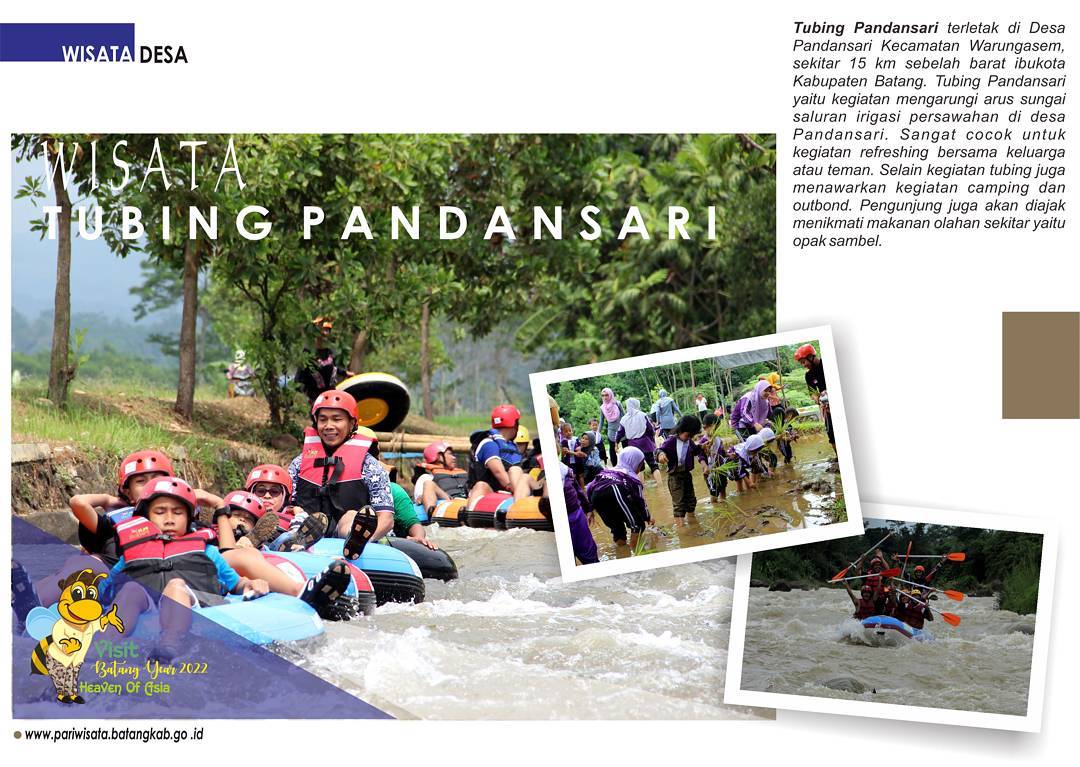 WISATA DESA
Tubing Pandansari terletak di Desa
Pandansari Kecamatan Warungasem,
sekitar 15 km sebelah barat ibukota
Kabupaten Batang. Tubing Pandansari
yaitu kegiatan mengarungi arus sungai
saluran irigasi persawahan di desa
Pandansari. Sangat cocok untuk
kegiatan refreshing bersama keluarga
atau teman. Selain kegiatan tubing juga
menawarkan kegiatan camping dan
outbond. Pengunjung juga akan diajak
menikmati makanan olahan sekitar yaitu
opak sambel.
WISATA
TUBING PANDANSARI
Visit
Batang Year 2022
Heaven Of Asia
www.pariwisata.batangkab.go .id